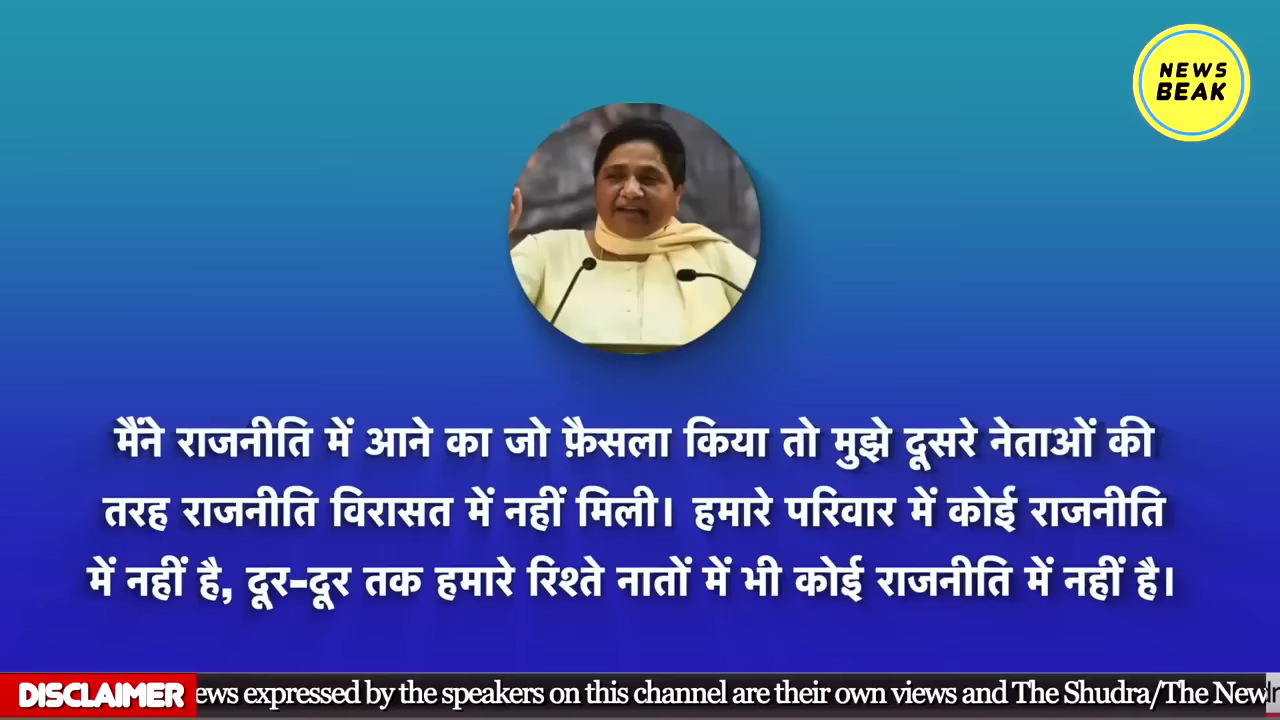 NEWS
BEAK
मैंने राजनीति में आने का जो फ़ैसला किया तो मुझे दूसरे नेताओं की
तरह राजनीति विरासत में नहीं मिली। हमारे परिवार में कोई राजनीति
में नहीं है, दूर-दूर तक हमारे रिश्ते नातों में भी कोई राजनीति में नहीं है।
DISCLAIMER
expressed by the speakers on this channel are their own views and The Shudra/The New